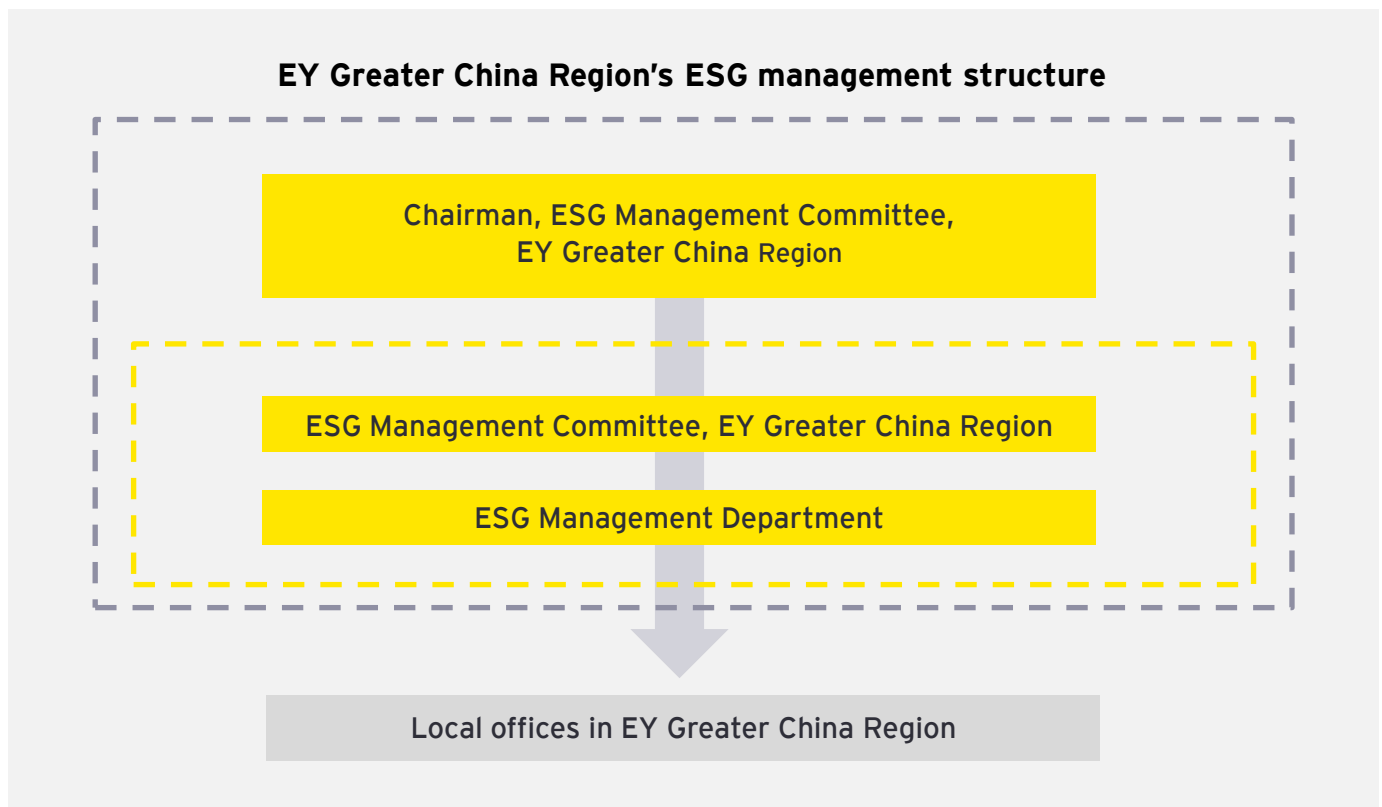 EY Greater China Region's ESG management structure
Chairman, ESG Management Committee,
EY Greater China Region
ESG Management Committee, EY Greater China Region
ESG Management Department
Local offices in EY Greater China Region